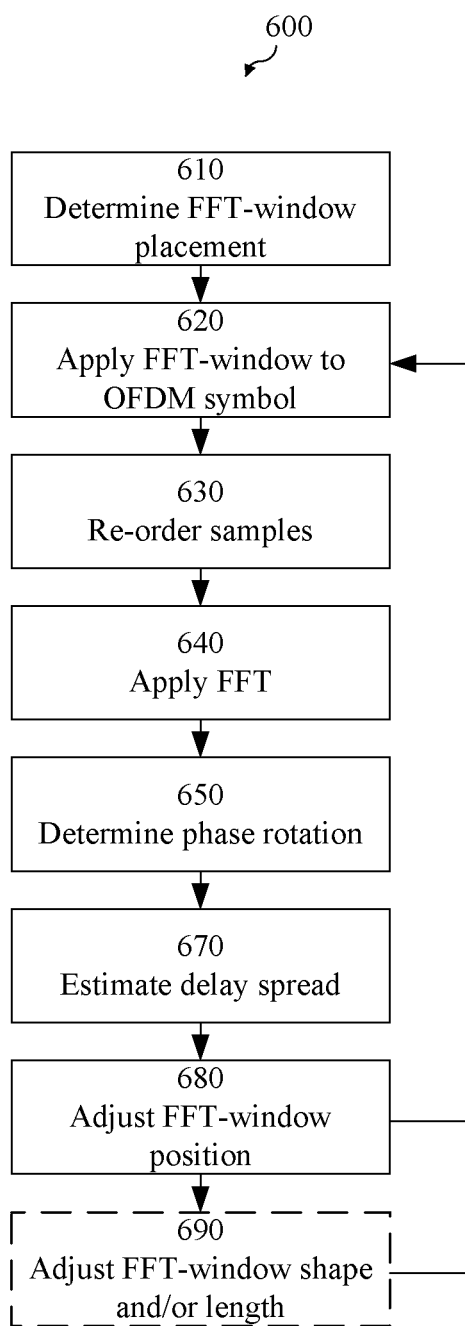 600
610
Determine FFT-window
placement
620
Apply FFT-window to
OFDM symbol
630
Re-order samples
640
Apply FFT
650
Determine phase rotation
670
Estimate delay spread
680
Adjust FFT-window
position
690
Adjust FFT-window shape
and/or length